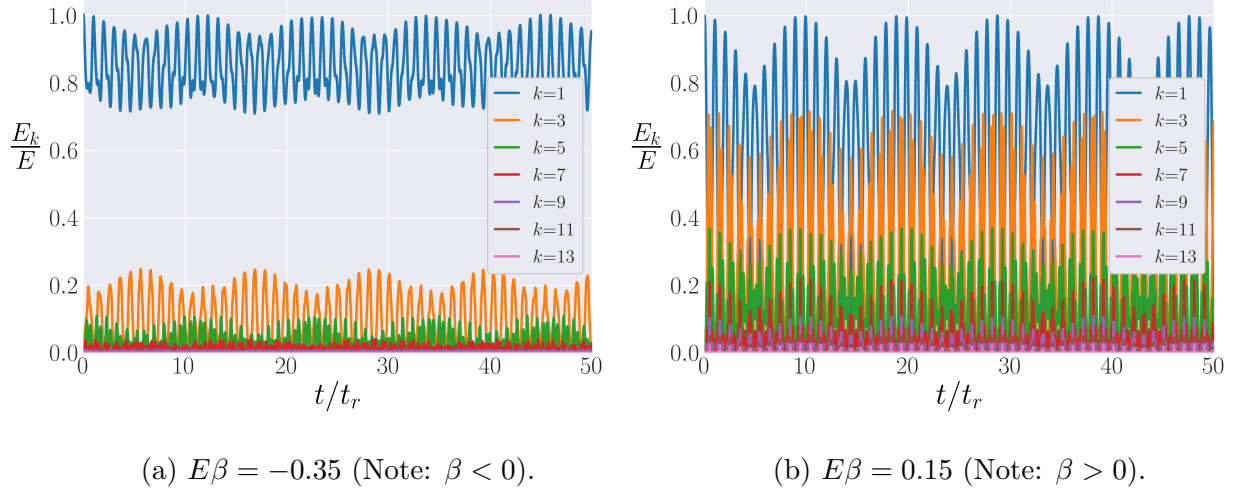 1.0
0.8
0.6
0.4
0.2
0.0
E_k
E
0 10 20 30 40 50
t/t_r
k=1
k=3
k=5
k=7
k=9
k=11
k=13
(a) Eβ = −0.35 (Note: β < 0).
1.0
0.8
0.6
0.4
0.2
0.0
E_k
E
0 10 20 30 40 50
t/t_r
k=1
k=3
k=5
k=7
k=9
k=11
k=13
(b) Eβ = 0.15 (Note: β > 0).